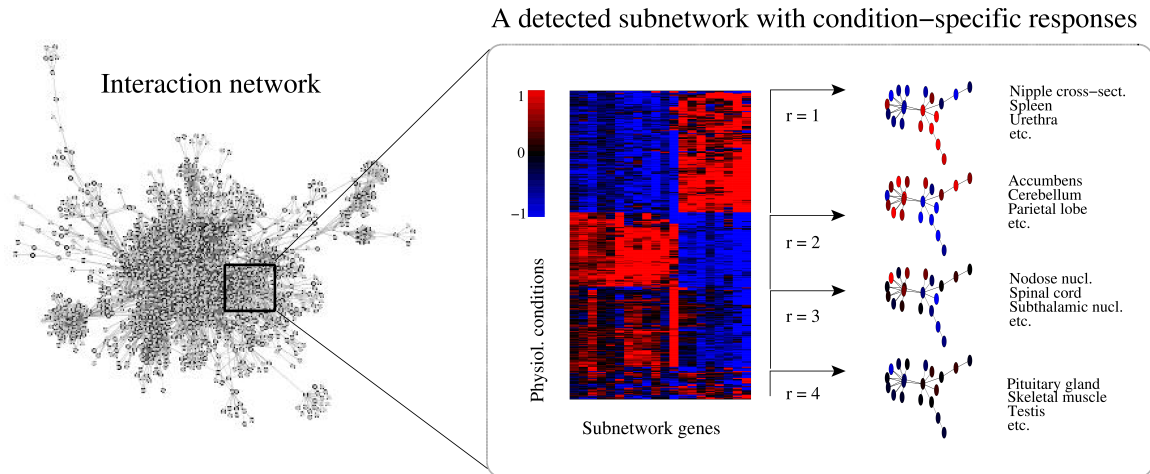 A detected subnetwork with condition−specific responses
Interaction network
1
0
−1
Physiol. conditions
Subnetwork genes
r = 1
r = 2
r = 3
r = 4
Nipple cross−sect.
Spleen
Urethra
etc.
Accumbens
Cerebellum
Parietal lobe
etc.
Nodose nucl.
Spinal cord
Subthalamic nucl.
etc.
Pituitary gland
Skeletal muscle
Testis
etc.